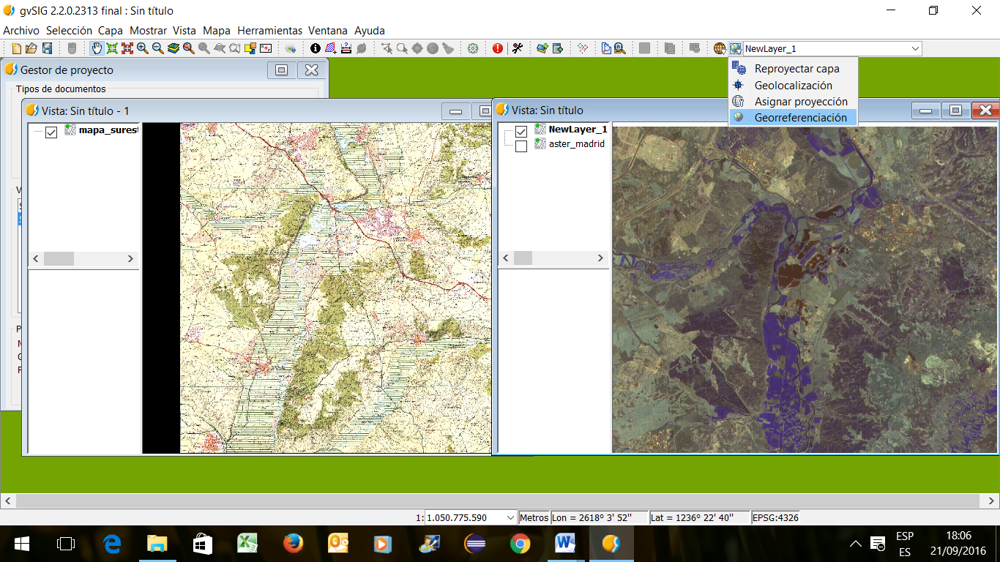 gvSIG 2.2.0.2313 final : Sin título
Archivo Selección Capa Mostrar Vista Mapa Herramientas Ventana Ayuda
NewLayer_1
Gestor de proyecto
Tipos de documentos
Reproyectar capa
Geolocalización
Asignar proyección
Georreferenciación
Vista: Sin título - 1
Vista: Sin título
mapa_surest
NewLayer_1
aster_madrid
1: 1.050.775.590 Metros Lon = 2618° 3' 52" Lat = 1236° 22' 40" EPSG:4326
ESP
ES
18:06
21/09/2016